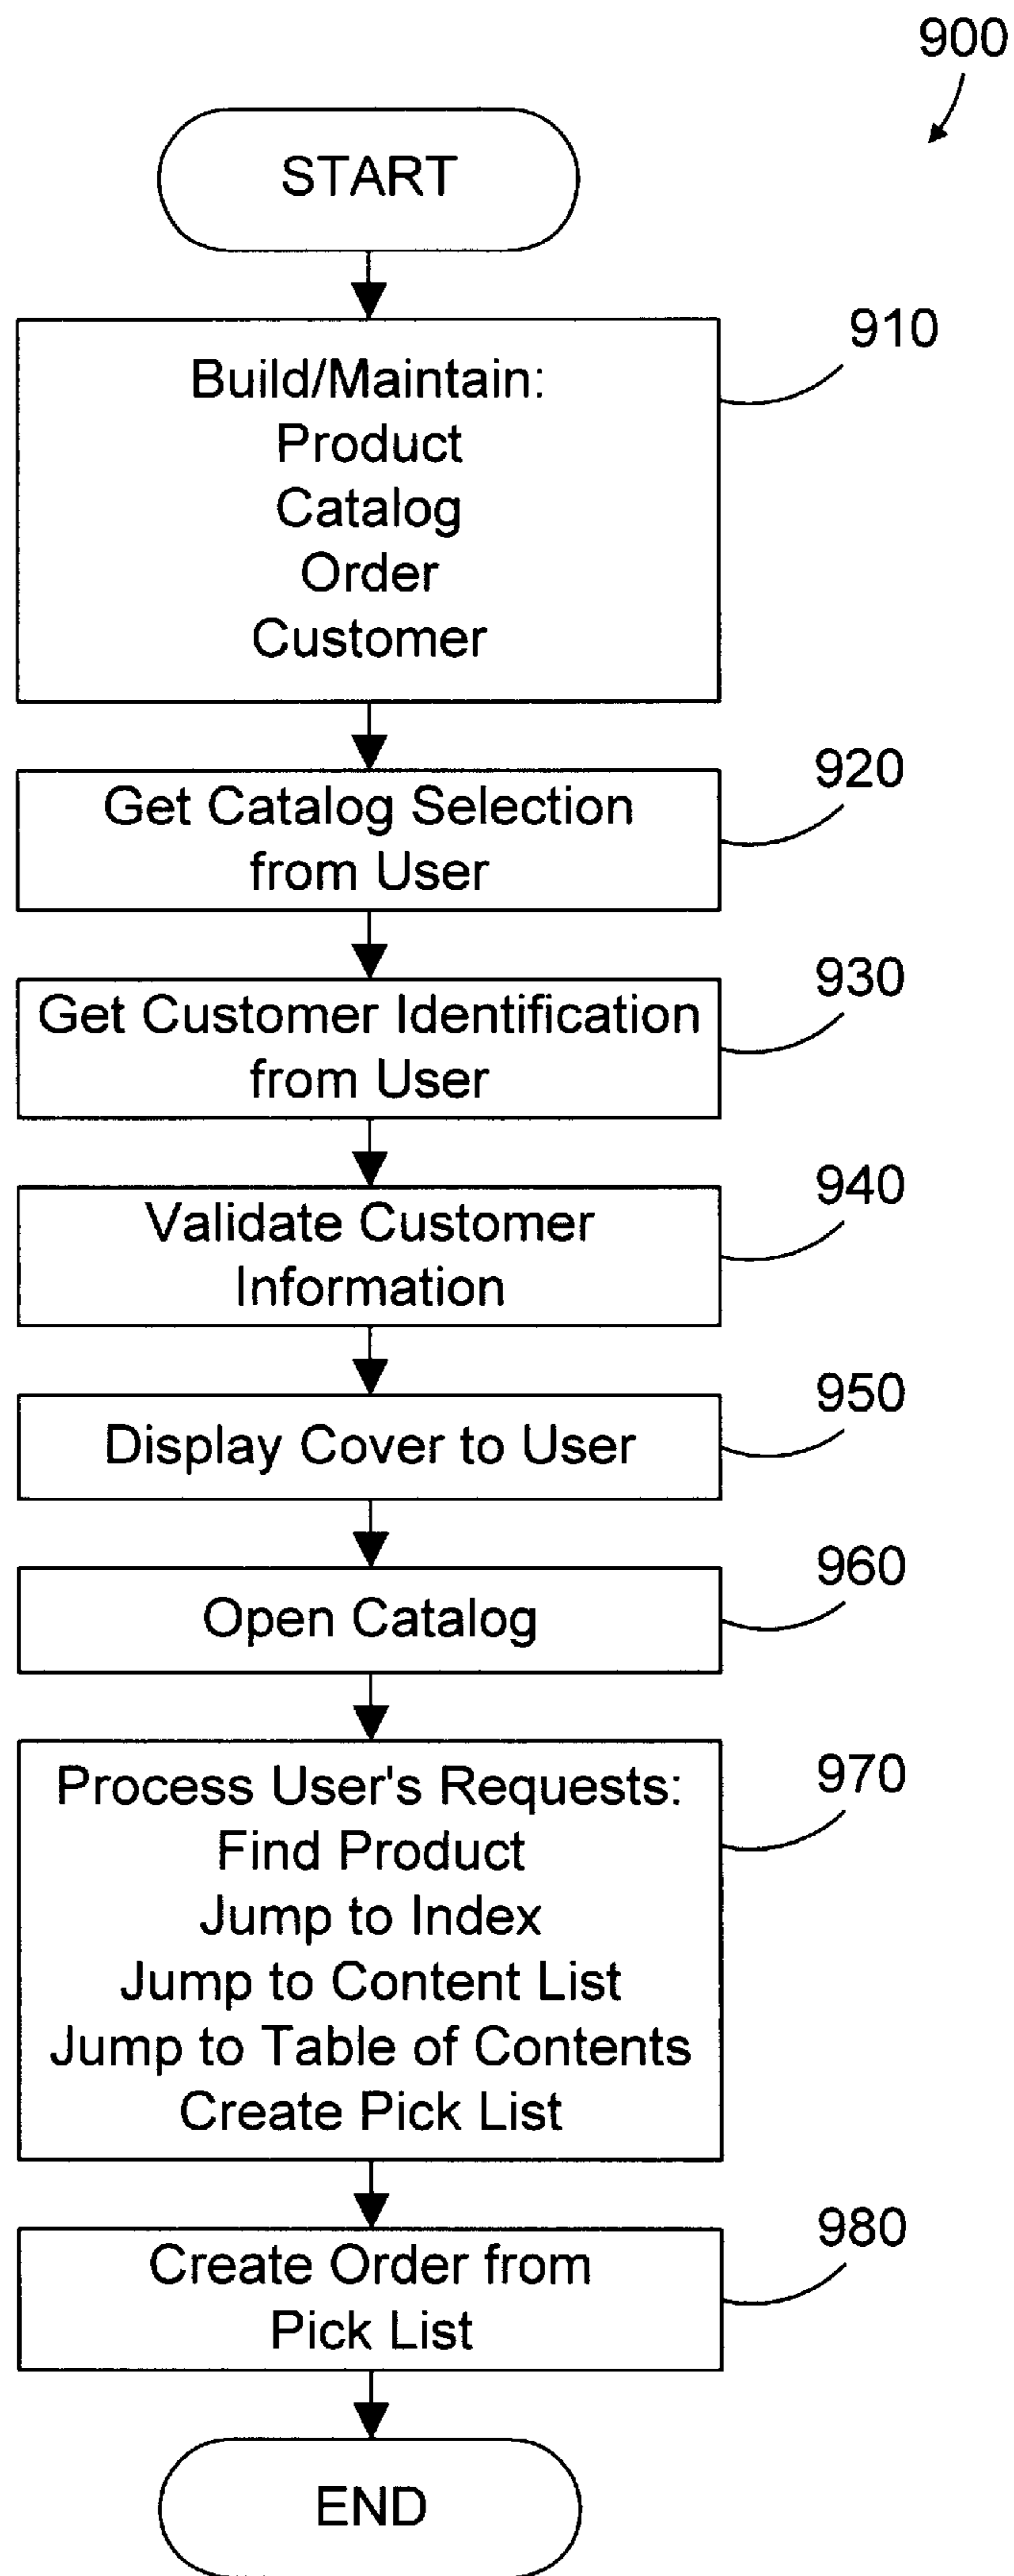 900
START
910
Build/Maintain:
Product
Catalog
Order
Customer
920
Get Catalog Selection
from User
930
Get Customer Identification
from User
940
Validate Customer
Information
950
Display Cover to User
960
Open Catalog
970
Process User's Requests:
Find Product
Jump to Index
Jump to Content List
Jump to Table of Contents
Create Pick List
980
Create Order from
Pick List
END